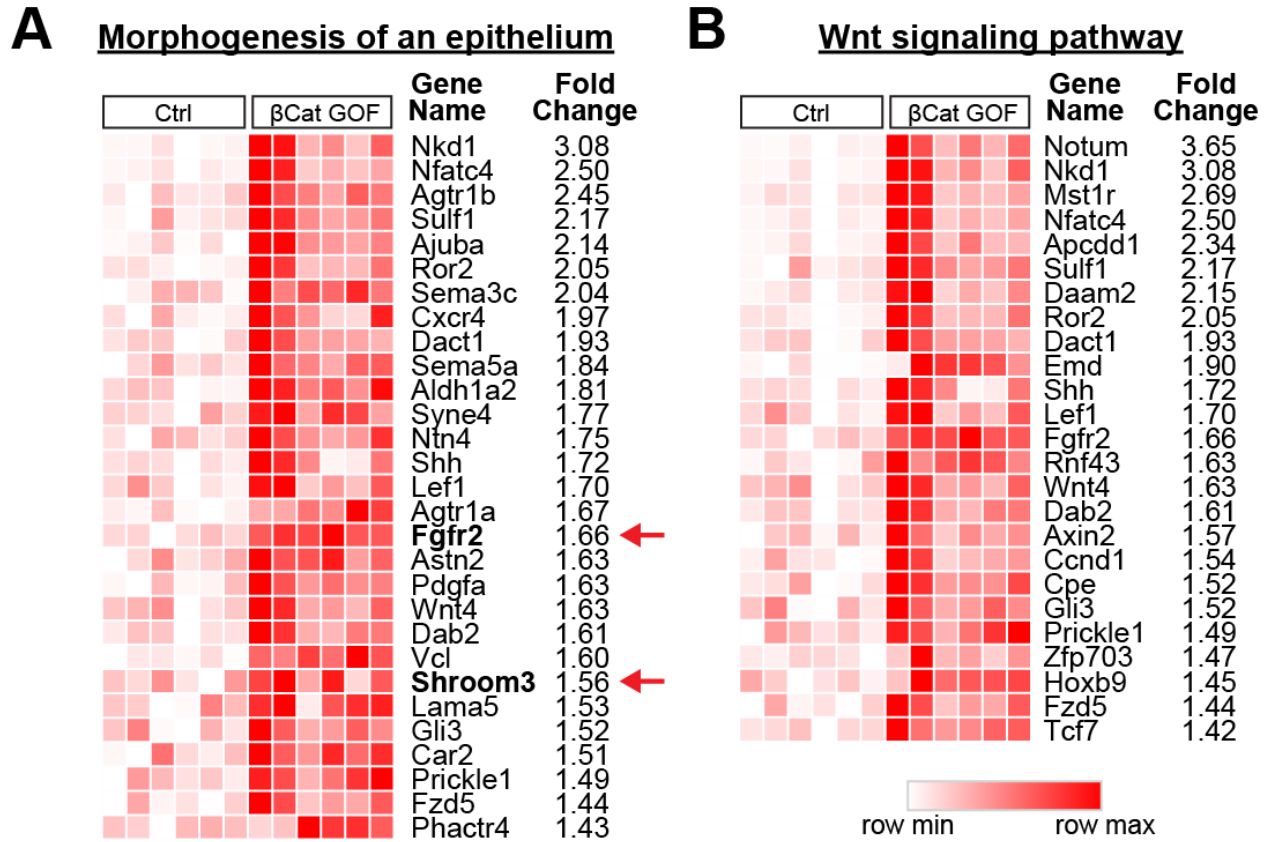 A
Morphogenesis of an epithelium
Gene Name
Fold Change
Ctrl
βCat GOF
Nkd1 3.08
Nfatc4 2.50
Agtr1b 2.45
Sulf1 2.17
Ajuba 2.14
Ror2 2.05
Sema3c 2.04
Cxcr4 1.97
Dact1 1.93
Sema5a 1.84
Aldh1a2 1.81
Syne4 1.77
Ntn4 1.75
Shh 1.72
Lef1 1.70
Agtr1a 1.67
Fgfr2 1.66
Astn2 1.63
Pdgfa 1.63
Wnt4 1.63
Dab2 1.61
Vcl 1.60
Shroom3 1.56
Lama5 1.53
Gli3 1.52
Car2 1.51
Prickle1 1.49
Fzd5 1.44
Phactr4 1.43
B
Wnt signaling pathway
Gene Name
Fold Change
Ctrl
βCat GOF
Notum 3.65
Nkd1 3.08
Mst1r 2.69
Nfatc4 2.50
Apcdd1 2.34
Sulf1 2.17
Daam2 2.15
Ror2 2.05
Dact1 1.93
Emd 1.90
Shh 1.72
Lef1 1.70
Fgfr2 1.66
Rnf43 1.63
Wnt4 1.63
Dab2 1.61
Axin2 1.57
Ccnd1 1.54
Cpe 1.52
Gli3 1.52
Prickle1 1.49
Zfp703 1.47
Hoxb9 1.45
Fzd5 1.44
Tcf7 1.42
row min
row max